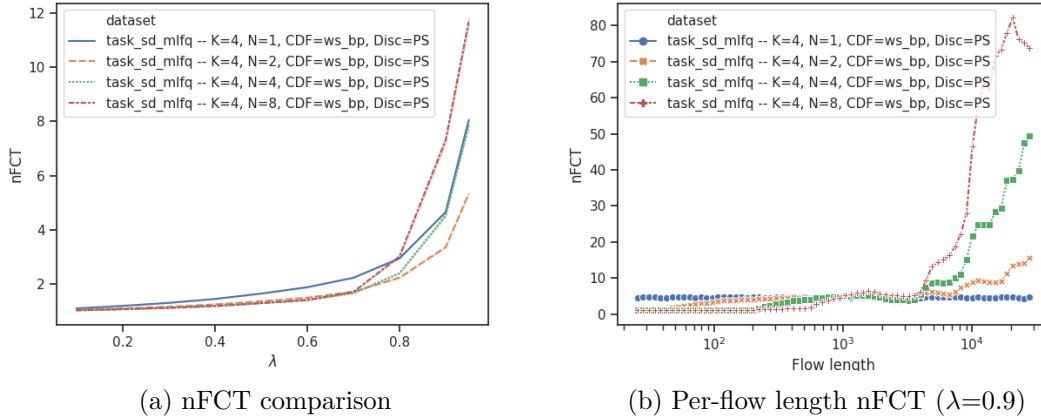 12
10
8
6
4
2
nFCT
dataset
task_sd_mlfq -- K=4, N=1, CDF=ws_bp, Disc=PS
task_sd_mlfq -- K=4, N=2, CDF=ws_bp, Disc=PS
task_sd_mlfq -- K=4, N=4, CDF=ws_bp, Disc=PS
task_sd_mlfq -- K=4, N=8, CDF=ws_bp, Disc=PS
0.2 0.4 0.6 0.8
λ
(a) nFCT comparison
80
70
60
50
40
30
20
10
0
nFCT
dataset
task_sd_mlfq -- K=4, N=1, CDF=ws_bp, Disc=PS
task_sd_mlfq -- K=4, N=2, CDF=ws_bp, Disc=PS
task_sd_mlfq -- K=4, N=4, CDF=ws_bp, Disc=PS
task_sd_mlfq -- K=4, N=8, CDF=ws_bp, Disc=PS
10² 10³ 10⁴
Flow length
(b) Per-flow length nFCT (λ=0.9)